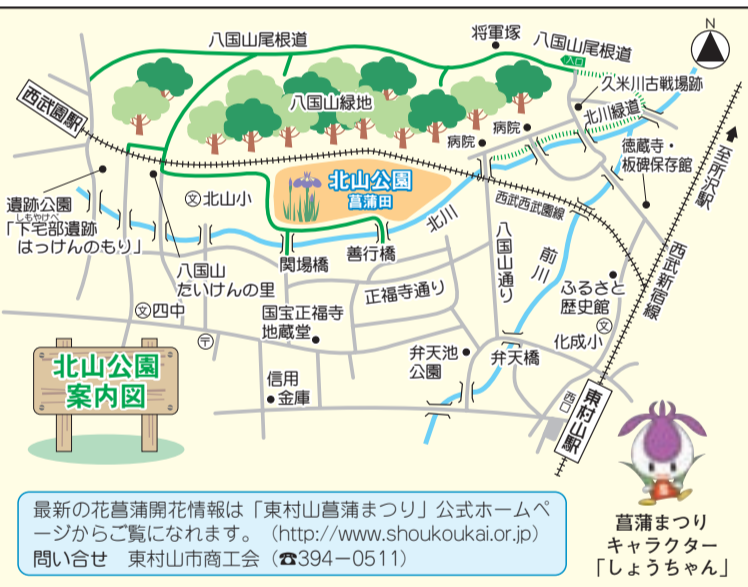 八国山尾根道
将軍塚
八国山尾根道
入口
N
久米川古戦場跡
西武園駅
八国山緑地
病院
病院
北川緑道
徳蔵寺・
板碑保存館
至所沢駅
遺跡公園
しもやけべ
「下宅部遺跡
はっけんのもり」
文北山小
北山公園
菖蒲田
北川
西武西武園線
八国山
たいけんの里
関場橋
善行橋
八国山通り
前川
西武新宿線
文四中
〒
国宝正福寺
地蔵堂
正福寺通り
ふるさと
歴史館
文
化成小
弁天池
公園
弁天橋
信用
金庫
西口
東村山駅
北山公園
案内図
最新の花菖蒲開花情報は「東村山菖蒲まつり」公式ホームペ
ージからご覧になれます。（http://www.shoukoukai.or.jp）
問い合せ　東村山市商工会（☎394－0511）
菖蒲まつり
キャラクター
「しょうちゃん」